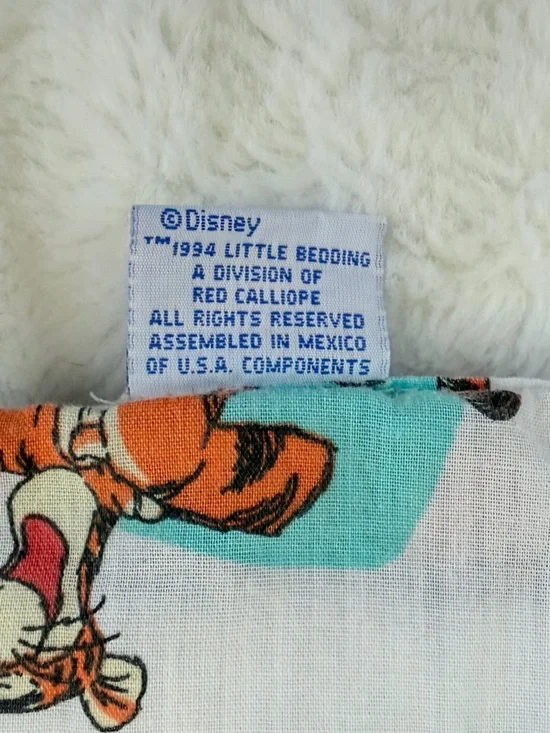 ©Disney
™1994 LITTLE BEDDING
A DIVISION OF
RED CALLIOPE
ALL RIGHTS RESERVED
ASSEMBLED IN MEXICO
OF U.S.A. COMPONENTS